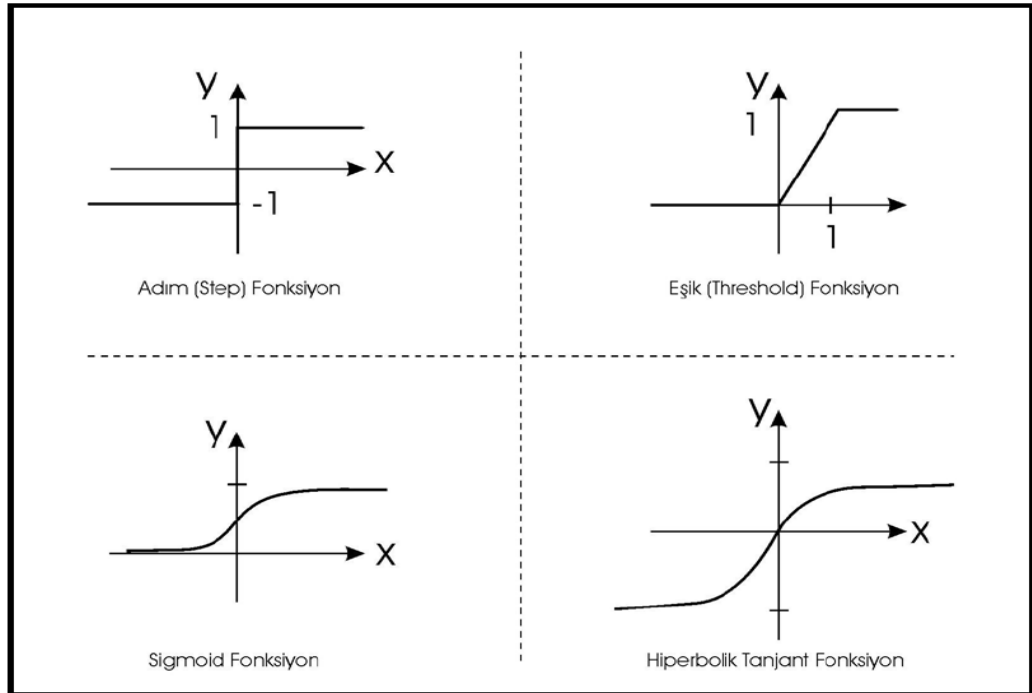 y
1
x
-1
Adım (Step) Fonksiyon
y
1
1
Eşik (Threshold) Fonksiyon
y
x
Sigmoid Fonksiyon
y
x
Hiperbolik Tanjant Fonksiyon